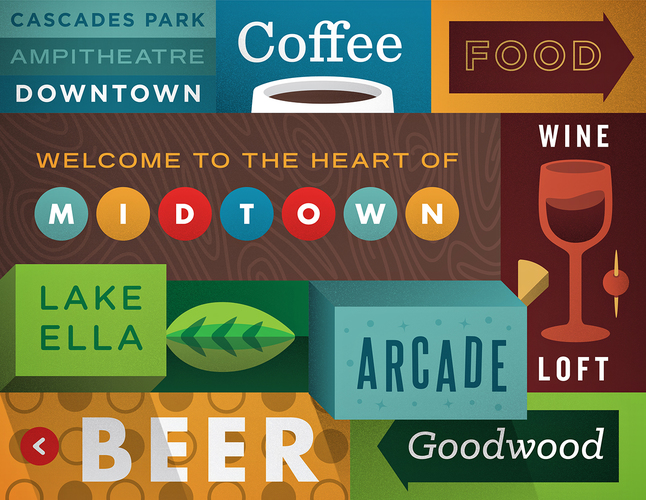 CASCADES PARK
AMPITHEATRE
DOWNTOWN
Coffee
FOOD
WELCOME TO THE HEART OF
MIDTOWN
WINE
LOFT
LAKE
ELLA
ARCADE
BEER
Goodwood